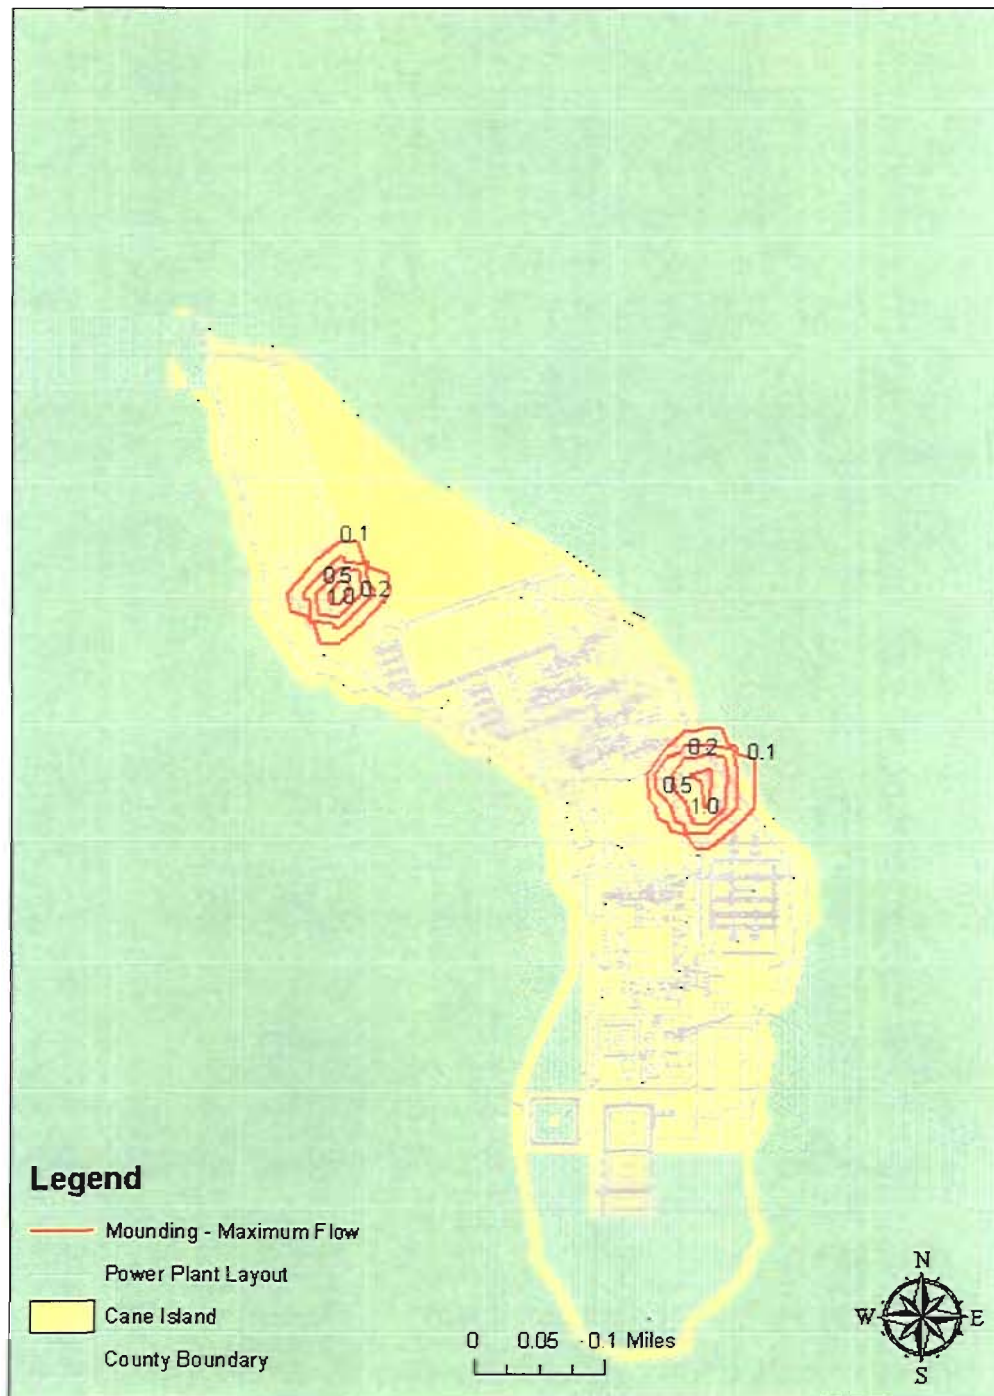 0.1
0.5
0.2
1.0
0.2
0.1
0.5
1.0
Legend
Mounding - Maximum Flow
Power Plant Layout
Cane Island
County Boundary
0 0.05 0.1 Miles
N
W E
S